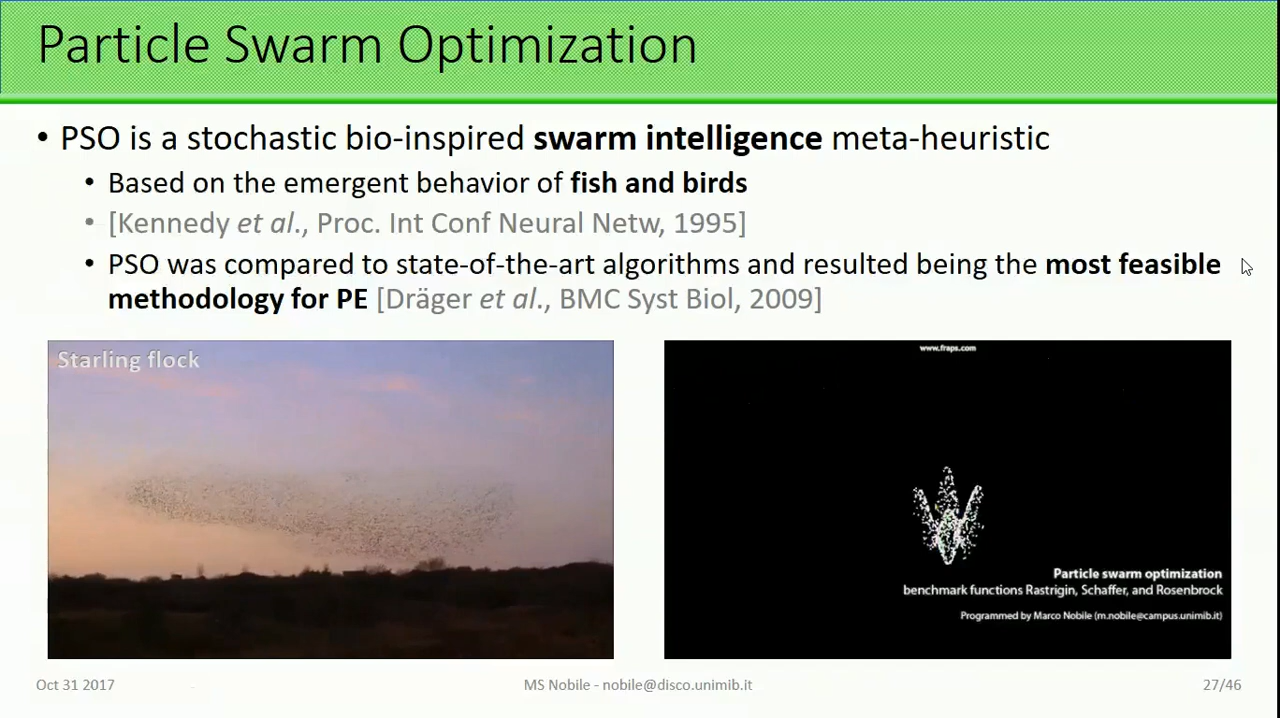 Particle Swarm Optimization
• PSO is a stochastic bio-inspired swarm intelligence meta-heuristic
• Based on the emergent behavior of fish and birds
• [Kennedy et al., Proc. Int Conf Neural Netw, 1995]
• PSO was compared to state-of-the-art algorithms and resulted being the most feasible
methodology for PE [Dräger et al., BMC Syst Biol, 2009]
Starling flock
www.fraps.com
Particle swarm optimization
benchmark functions Rastrigin, Schaffer, and Rosenbrock
Programmed by Marco Nobile (m.nobile@campus.unimib.it)
Oct 31 2017
MS Nobile - nobile@disco.unimib.it
27/46